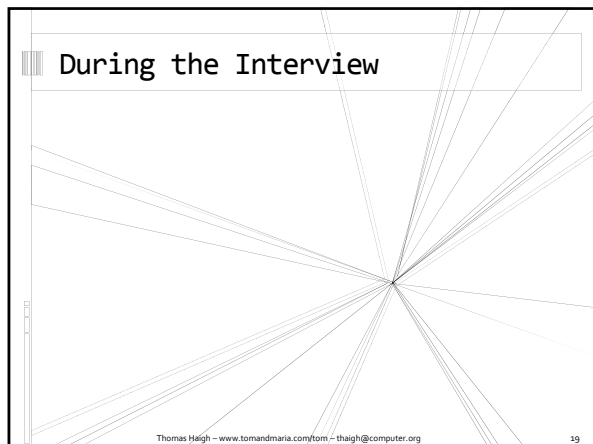 During the Interview
Thomas Haigh – www.tomandmaria.com/tom – thaigh@computer.org
19